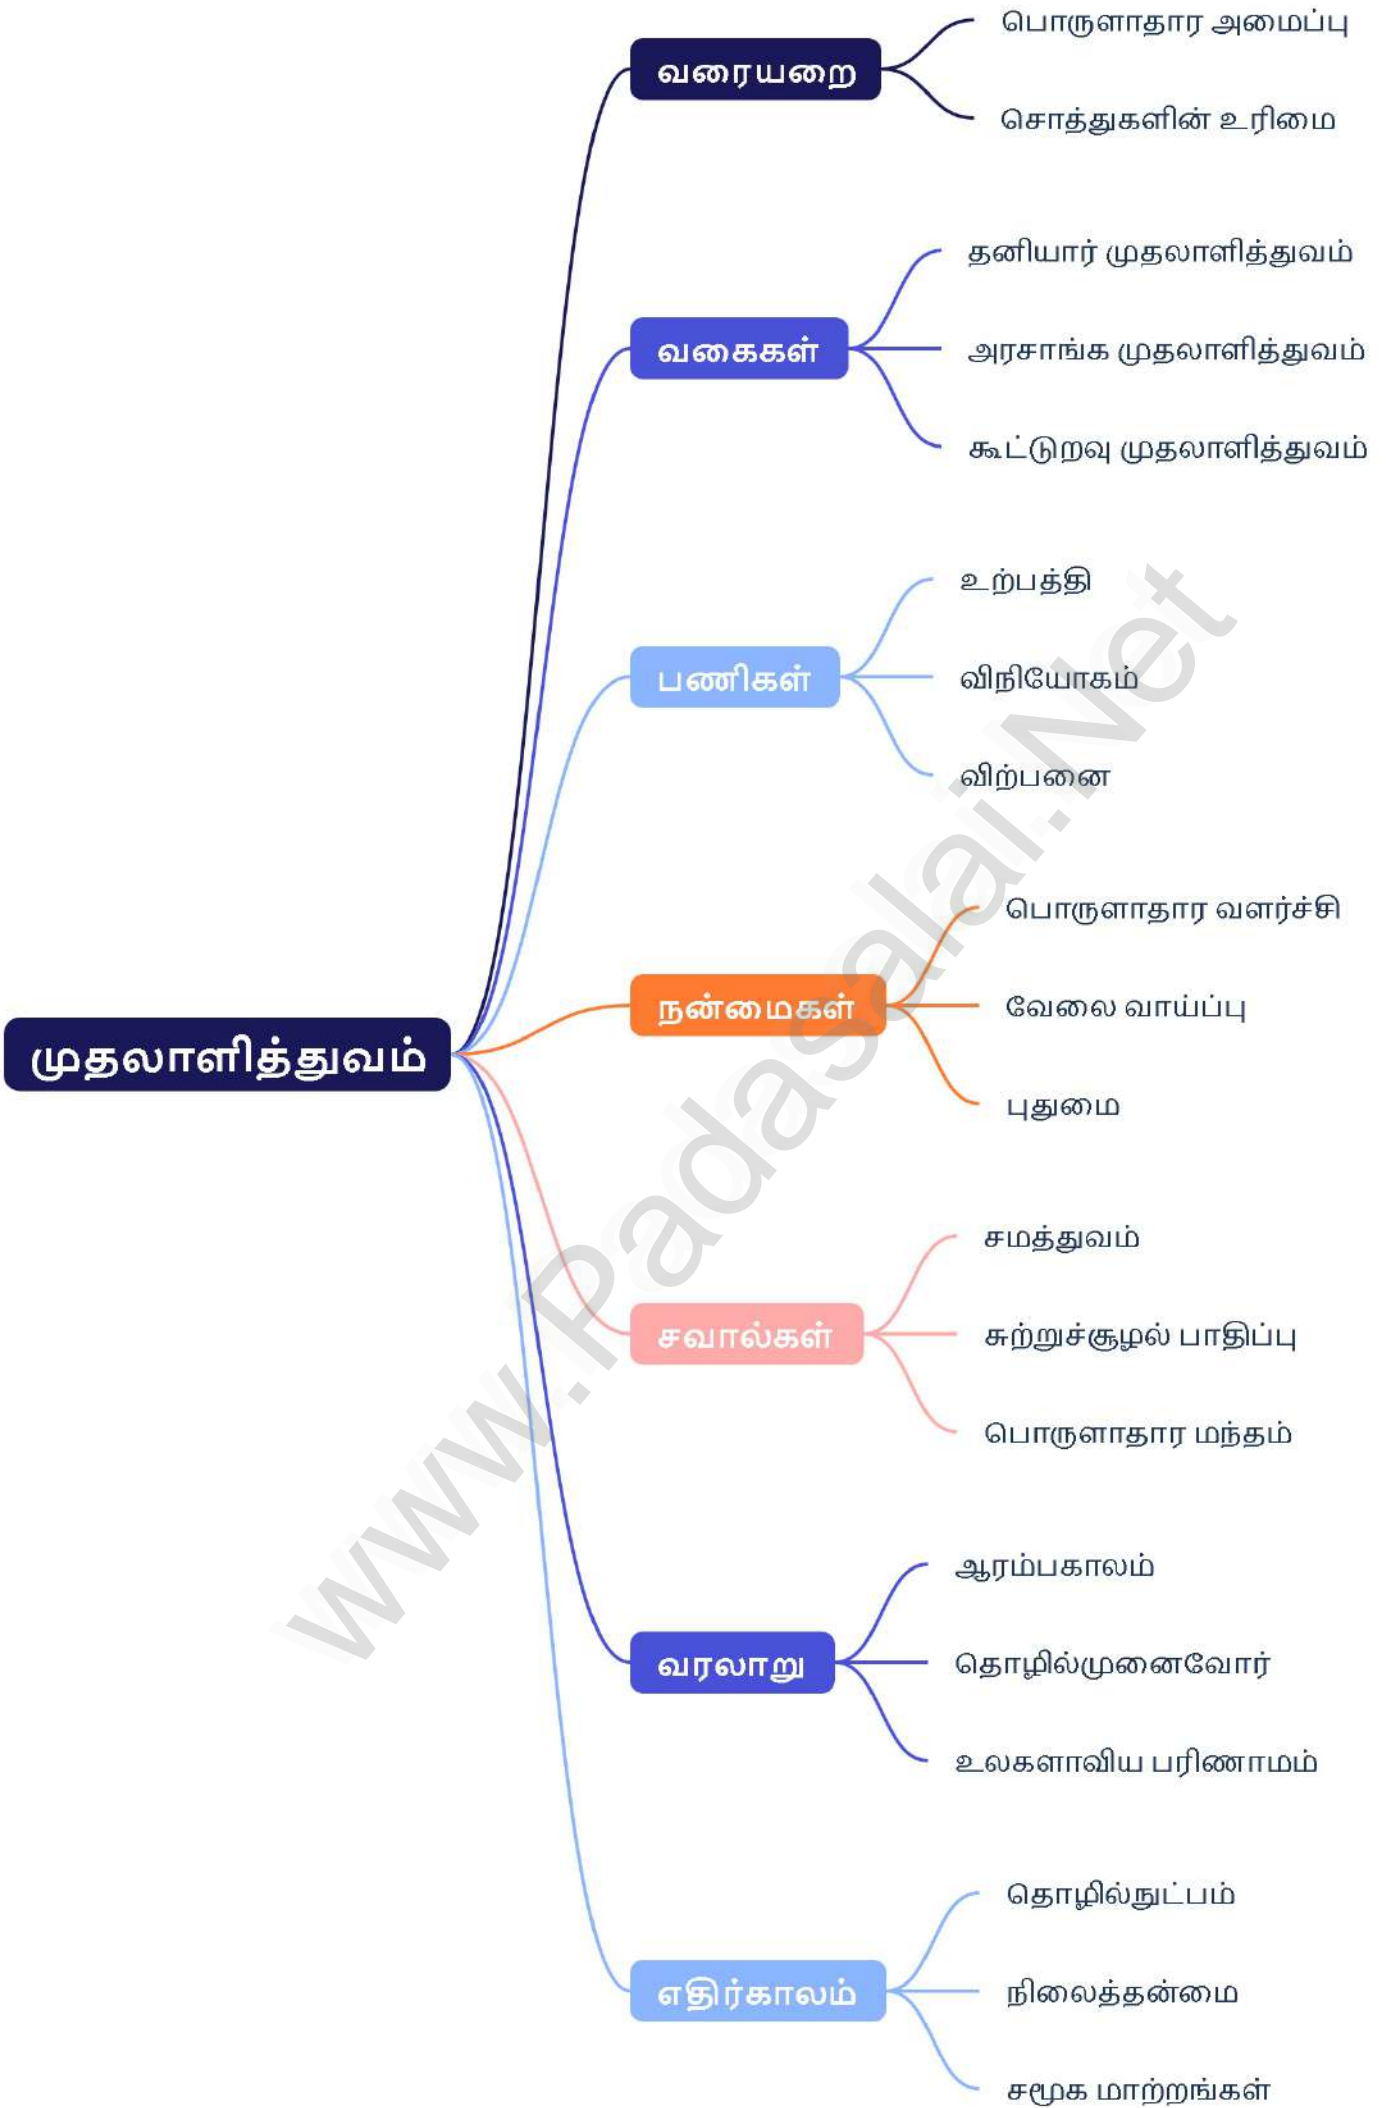 முதலாளித்துவம்
வரையறை
பொருளாதார அமைப்பு
சொத்துகளின் உரிமை
வகைகள்
தனியார் முதலாளித்துவம்
அரசாங்க முதலாளித்துவம்
கூட்டுறவு முதலாளித்துவம்
பணிகள்
உற்பத்தி
விநியோகம்
விற்பனை
நன்மைகள்
பொருளாதார வளர்ச்சி
வேலை வாய்ப்பு
புதுமை
சவால்கள்
சமத்துவம்
சுற்றுச்சூழல் பாதிப்பு
பொருளாதார மந்தம்
வரலாறு
ஆரம்பகாலம்
தொழில்முனைவோர்
உலகளாவிய பரிணாமம்
எதிர்காலம்
தொழில்நுட்பம்
நிலைத்தன்மை
சமூக மாற்றங்கள்
www.Padasalai.Net